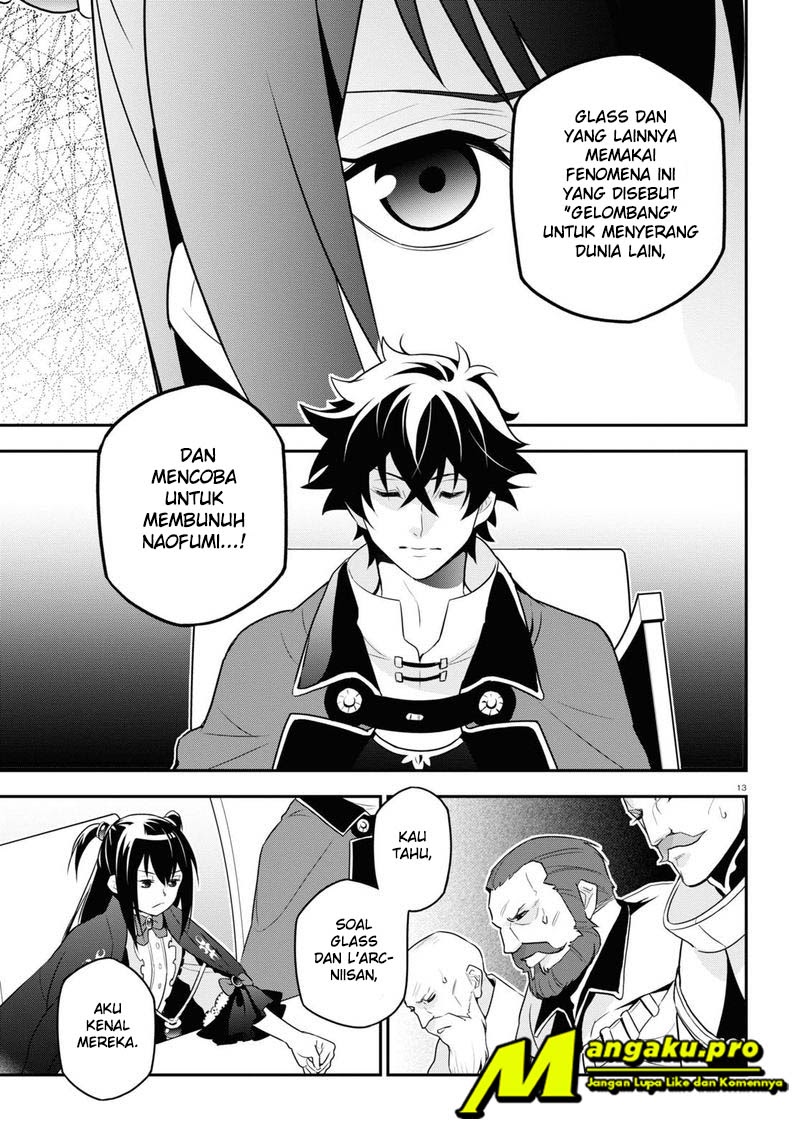 GLASS DAN
YANG LAINNYA
MEMAKAI
FENOMENA INI
YANG DISEBUT
"GELOMBANG"
UNTUK MENYERANG
DUNIA LAIN,
DAN
MENCOBA
UNTUK
MEMBUNUH
NAOFUMI...!
13
KAU
TAHU,
SOAL
GLASS
DAN L'ARC-
NIISAN,
AKU
KENAL
MEREKA.
Mangaku.pro
Jangan Lupa Like dan Komennya